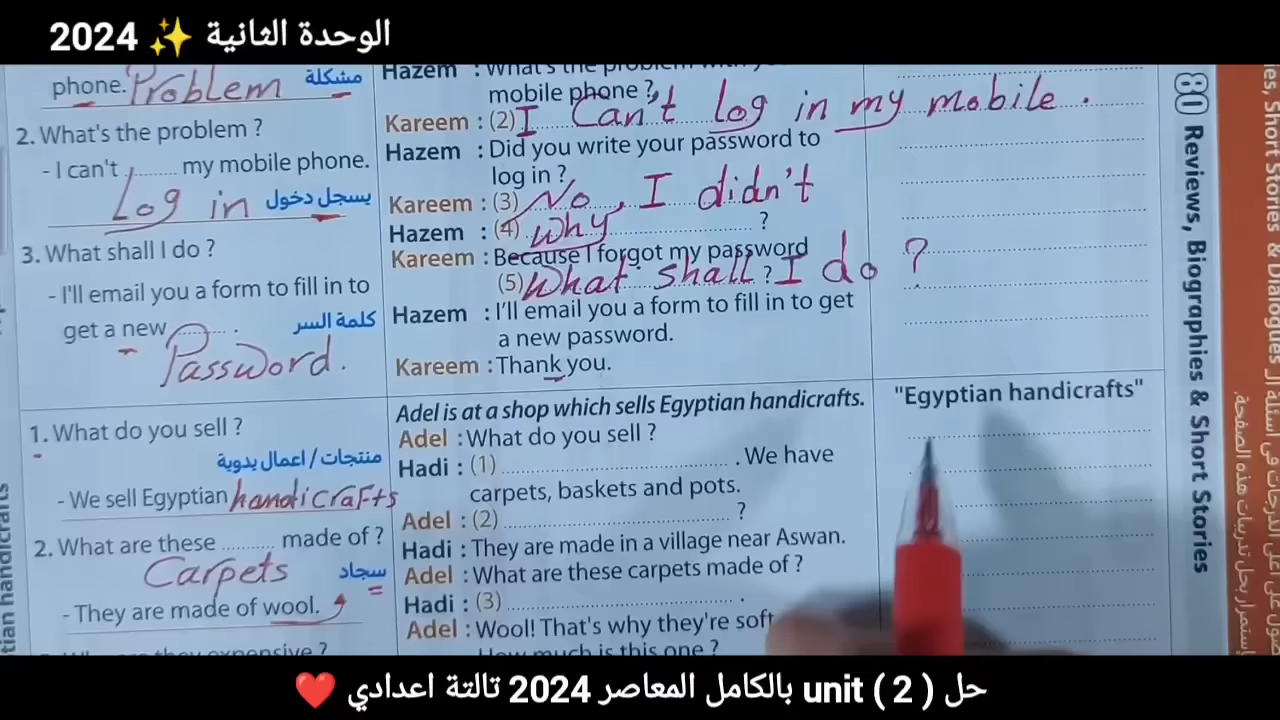 الوحدة الثانية ✨ 2024
phone. Problem مشكلة
2. What's the problem ?
- I can't ......... my mobile phone.
Log in يسجل دخول
3. What shall I do ?
- I'll email you a form to fill in to
get a new ......... . كلمة السر
Password.
Hazem : What's the problem with
mobile phone ?
Kareem : (2) I Can't log in my mobile .
Hazem : Did you write your password to
log in ?
Kareem : (3) No , I didn't
Hazem : (4) Why ?
Kareem : Because I forgot my password
(5) What shall I do ?
Hazem : I'll email you a form to fill in to get
a new password.
Kareem : Thank you.
1. What do you sell ?
منتجات / اعمال يدوية
- We sell Egyptian handicrafts
2. What are these ......... made of ?
Carpets سجاد
- They are made of wool.
expensive ?
Adel is at a shop which sells Egyptian handicrafts.
Adel : What do you sell ?
Hadi : (1) ........................ . We have
carpets, baskets and pots.
Adel : (2) ........................ ?
Hadi : They are made in a village near Aswan.
Adel : What are these carpets made of ?
Hadi : (3) ........................ .
Adel : Wool! That's why they're soft
How much is this one ?
"Egyptian handicrafts"
80 Reviews, Biographies & Short Stories
حل unit ( 2 ) بالكامل المعاصر 2024 تالتة اعدادي ❤️